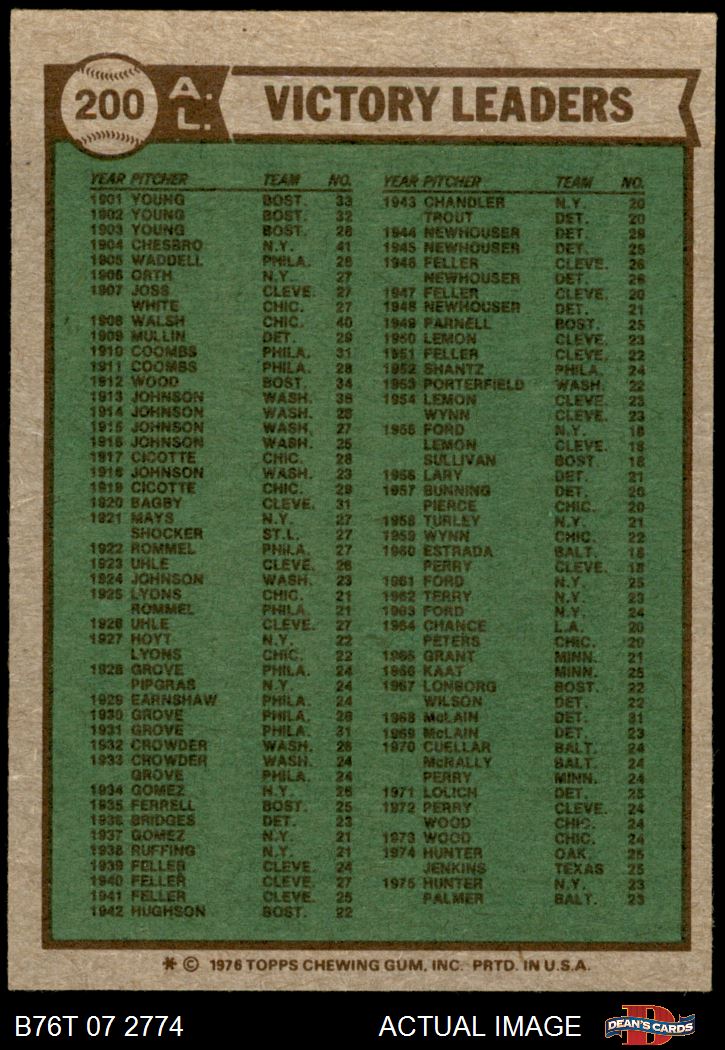 200 A.L. VICTORY LEADERS
YEAR PITCHER TEAM NO.
1901 YOUNG BOST. 33
1902 YOUNG BOST. 32
1903 YOUNG BOST. 28
1904 CHESBRO N.Y. 41
1905 WADDELL PHILA. 26
1906 ORTH N.Y. 27
1907 JOSS CLEVE. 27
WHITE CHIC. 27
1908 WALSH CHIC. 40
1909 MULLIN DET. 29
1910 COOMBS PHILA. 31
1911 COOMBS PHILA. 28
1912 WOOD BOST. 34
1913 JOHNSON WASH. 36
1914 JOHNSON WASH. 28
1915 JOHNSON WASH. 27
1916 JOHNSON WASH. 25
1917 CICOTTE CHIC. 28
1918 JOHNSON WASH. 23
1919 CICOTTE CHIC. 29
1920 BAGBY CLEVE. 31
1921 MAYS N.Y. 27
SHOCKER ST.L. 27
1922 ROMMEL PHILA. 27
1923 UHLE CLEVE. 26
1924 JOHNSON WASH. 23
1925 LYONS CHIC. 21
ROMMEL PHILA. 21
1926 UHLE CLEVE. 27
1927 HOYT N.Y. 22
LYONS CHIC. 22
1928 GROVE PHILA. 24
PIPGRAS N.Y. 24
1929 EARNSHAW PHILA. 24
1930 GROVE PHILA. 28
1931 GROVE PHILA. 31
1932 CROWDER WASH. 26
1933 CROWDER WASH. 24
GROVE PHILA. 24
1934 GOMEZ N.Y. 26
1935 FERRELL BOST. 25
1936 BRIDGES DET. 23
1937 GOMEZ N.Y. 21
1938 RUFFING N.Y. 21
1939 FELLER CLEVE. 24
1940 FELLER CLEVE. 27
1941 FELLER CLEVE. 25
1942 HUGHSON BOST. 22
YEAR PITCHER TEAM NO.
1943 CHANDLER N.Y. 20
TROUT DET. 20
1944 NEWHOUSER DET. 29
1945 NEWHOUSER DET. 25
1946 FELLER CLEVE. 26
NEWHOUSER DET. 26
1947 FELLER CLEVE. 20
1948 NEWHOUSER DET. 21
1949 PARNELL BOST. 25
1950 LEMON CLEVE. 23
1951 FELLER CLEVE. 22
1952 SHANTZ PHILA. 24
1953 PORTERFIELD WASH. 22
1954 LEMON CLEVE. 23
WYNN CLEVE. 23
1955 FORD N.Y. 18
LEMON CLEVE. 18
SULLIVAN BOST 18
1956 LARY DET. 21
1957 BUNNING DET. 20
PIERCE CHIC. 20
1958 TURLEY N.Y. 21
1959 WYNN CHIC. 22
1960 ESTRADA BALT. 18
PERRY CLEVE. 18
1961 FORD N.Y. 25
1962 TERRY N.Y. 23
1963 FORD N.Y. 24
1964 CHANCE L.A. 20
PETERS CHIC. 20
1965 GRANT MINN. 21
1966 KAAT MINN. 25
1967 LONBORG BOST. 22
WILSON DET. 22
1968 McLAIN DET. 31
1969 McLAIN DET. 23
1970 CUELLAR BALT. 24
McNALLY BALT. 24
PERRY MINN. 24
1971 LOLICH DET. 25
1972 PERRY CLEVE. 24
WOOD CHIC. 24
1973 WOOD CHIC. 24
1974 HUNTER OAK. 25
JENKINS TEXAS 25
1975 HUNTER N.Y. 23
PALMER BALT. 23
* © 1976 TOPPS CHEWING GUM, INC. PRTD. IN U.S.A.
B76T 07 2774 ACTUAL IMAGE D DEAN'S CARDS